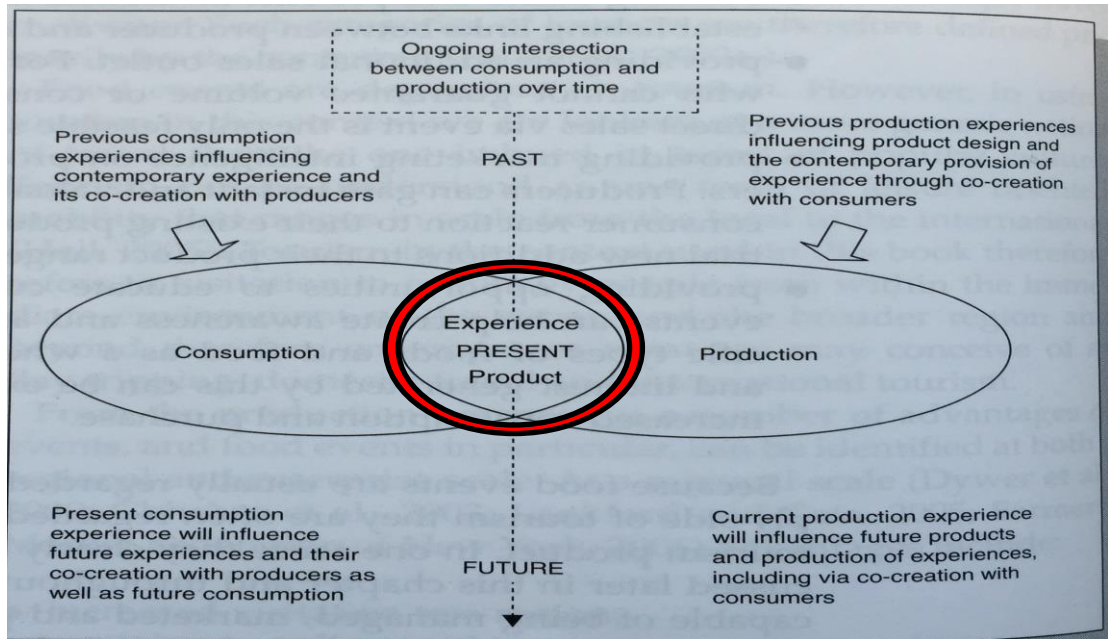 Ongoing intersection
between consumption and
production over time
Previous consumption
experiences influencing
contemporary experience and
its co-creation with producers
PAST
Previous production experiences
influencing product design and
the contemporary provision of
experience through co-creation
with consumers
Consumption
Experience
PRESENT
Product
Production
Present consumption
experience will influence
future experiences and their
co-creation with producers as
well as future consumption
FUTURE
Current production experience
will influence future products
and production of experiences,
including via co-creation with
consumers